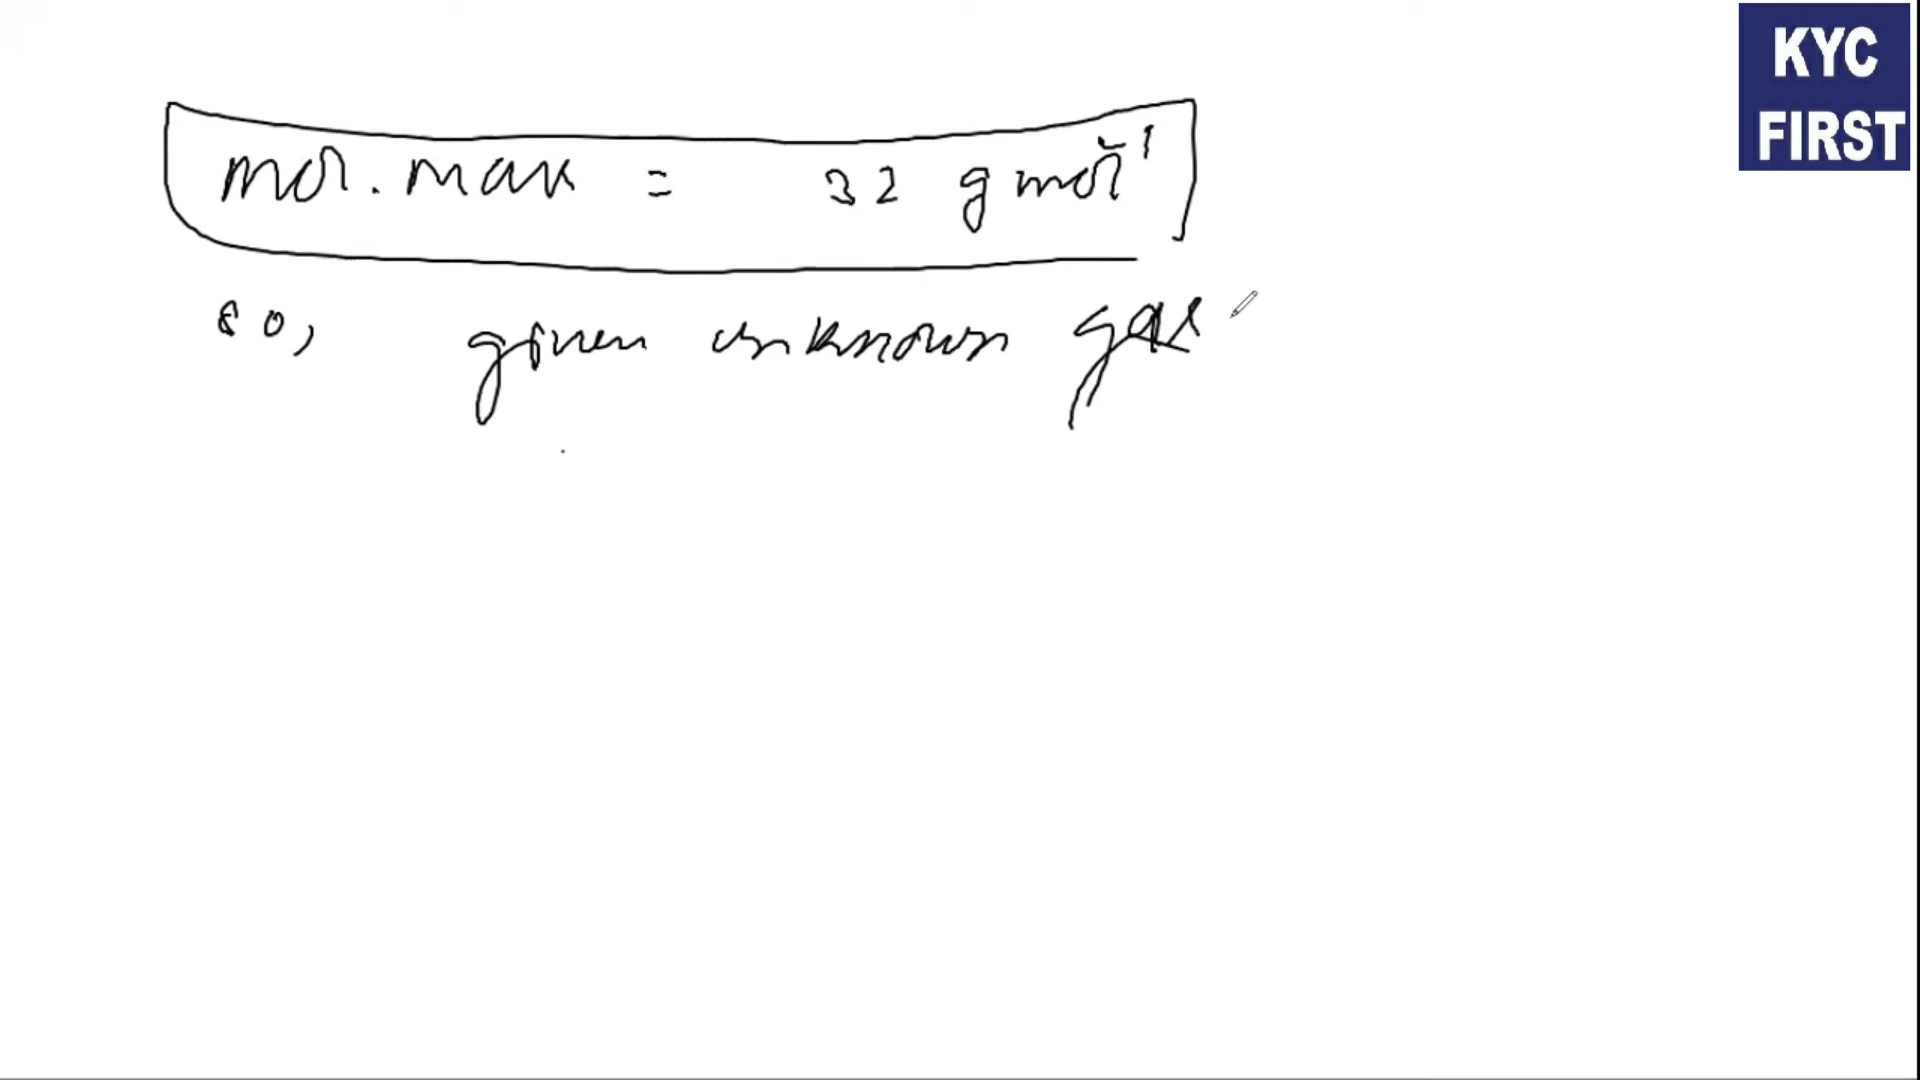 KYC
FIRST
mol. mass = 32 g mol⁻¹
so, given unknown gas